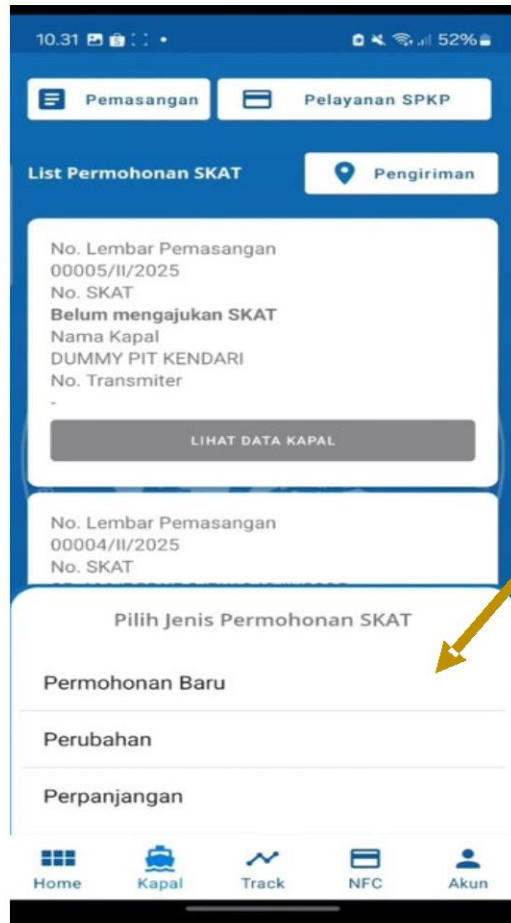 10.31
52%
Pemasangan
Pelayanan SPKP
List Permohonan SKAT
Pengiriman
No. Lembar Pemasangan
00005/II/2025
No. SKAT
Belum mengajukan SKAT
Nama Kapal
DUMMY PIT KENDARI
No. Transmiter
-
LIHAT DATA KAPAL
No. Lembar Pemasangan
00004/II/2025
No. SKAT
Pilih Jenis Permohonan SKAT
Permohonan Baru
Perubahan
Perpanjangan
Home Kapal Track NFC Akun